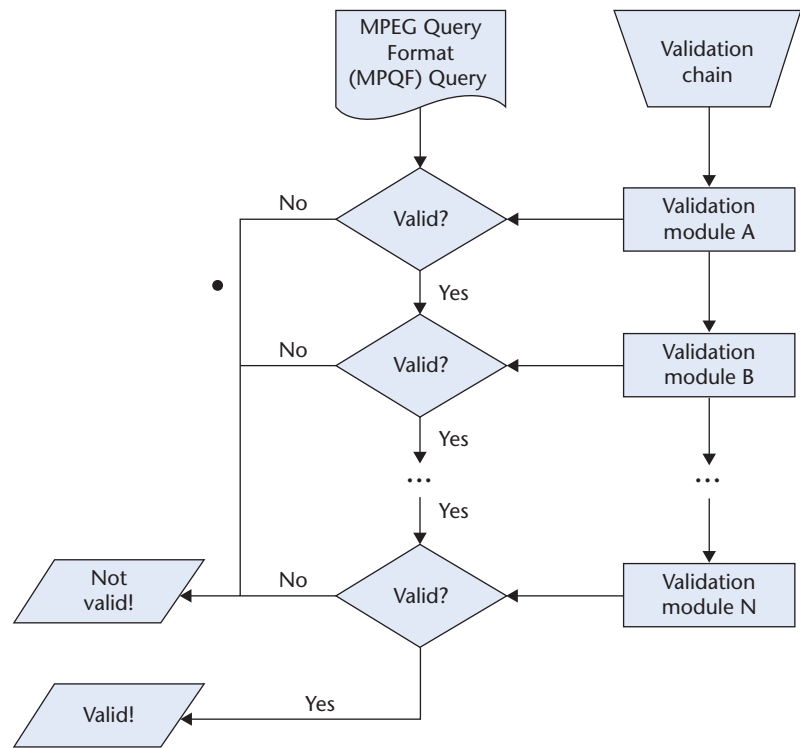 MPEG Query
Format
(MPQF) Query
Validation
chain
No
Valid?
Validation
module A
Yes
No
Valid?
Validation
module B
Yes
...
...
Yes
Not
valid!
No
Valid?
Validation
module N
Valid!
Yes